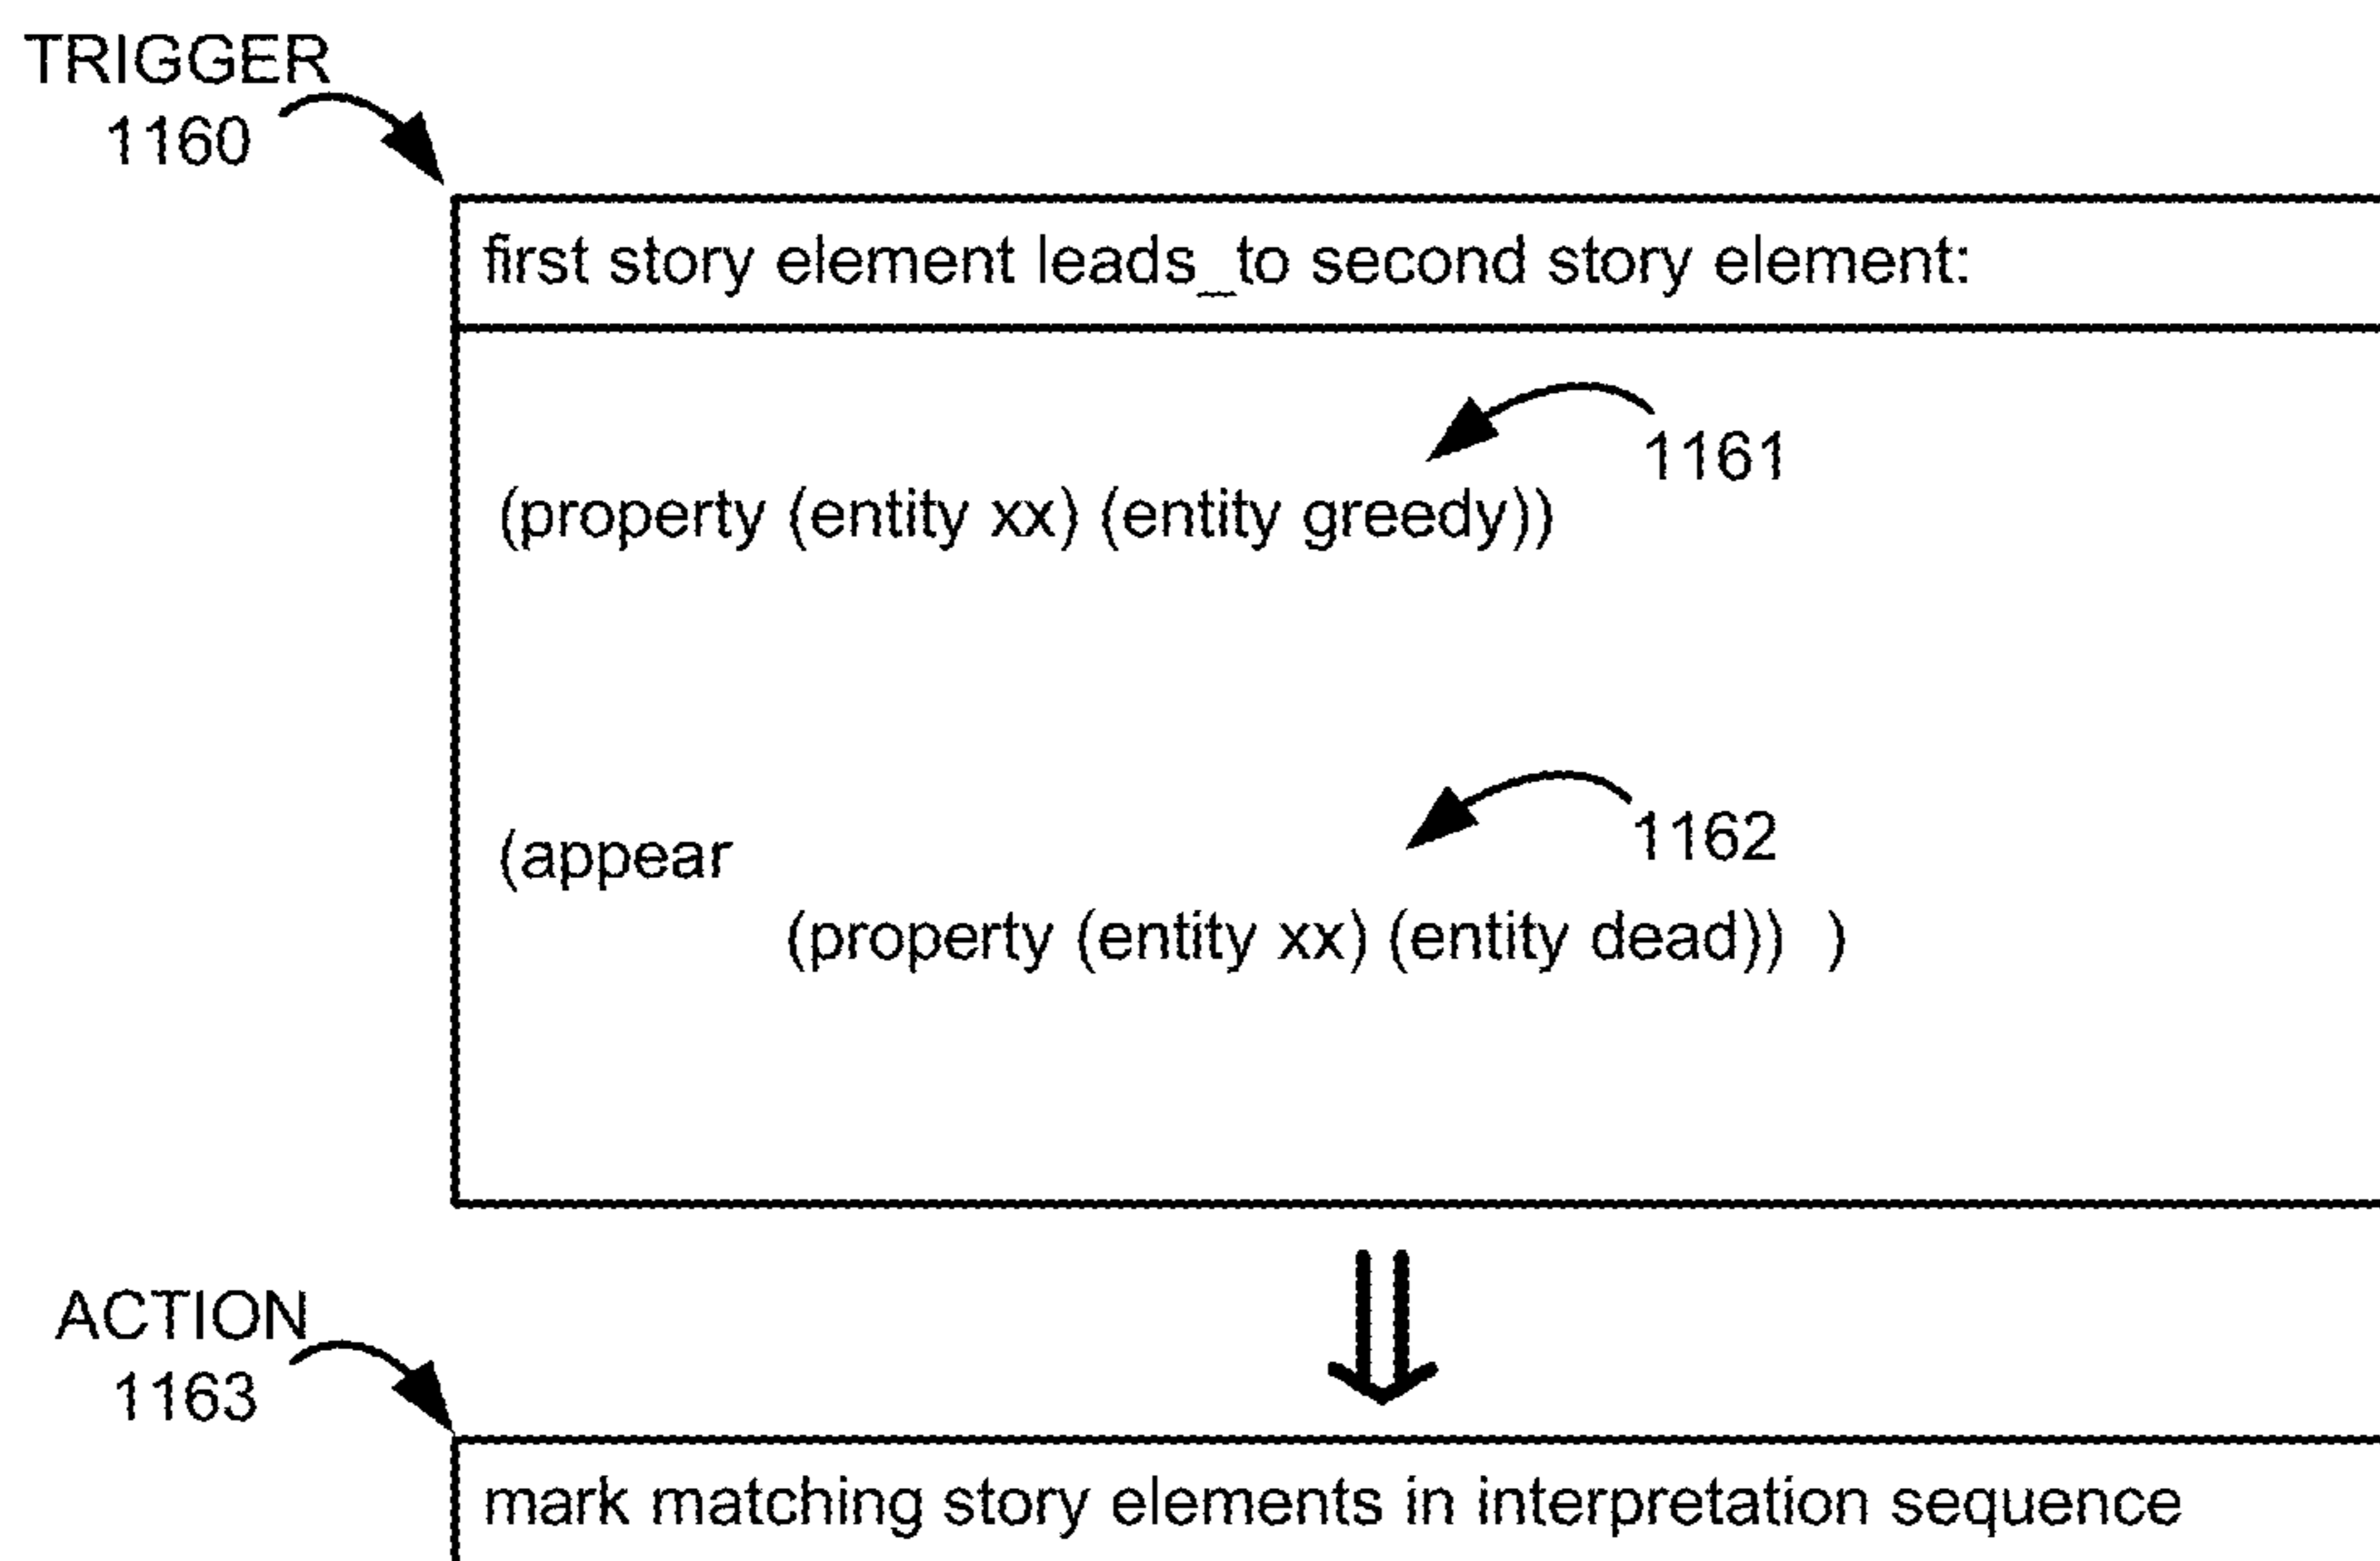 TRIGGER
1160
first story element leads_to second story element:
1161
(property (entity xx) (entity greedy))
1162
(appear
(property (entity xx) (entity dead)) )
ACTION
1163
mark matching story elements in interpretation sequence